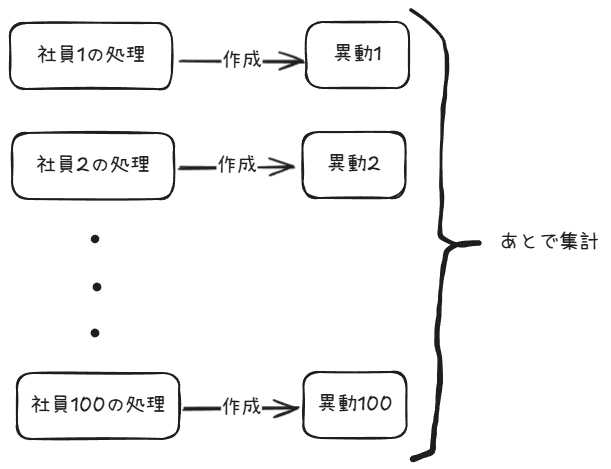 社員1の処理
作成
異動1
社員2の処理
作成
異動2
あとで集計
社員100の処理
作成
異動100